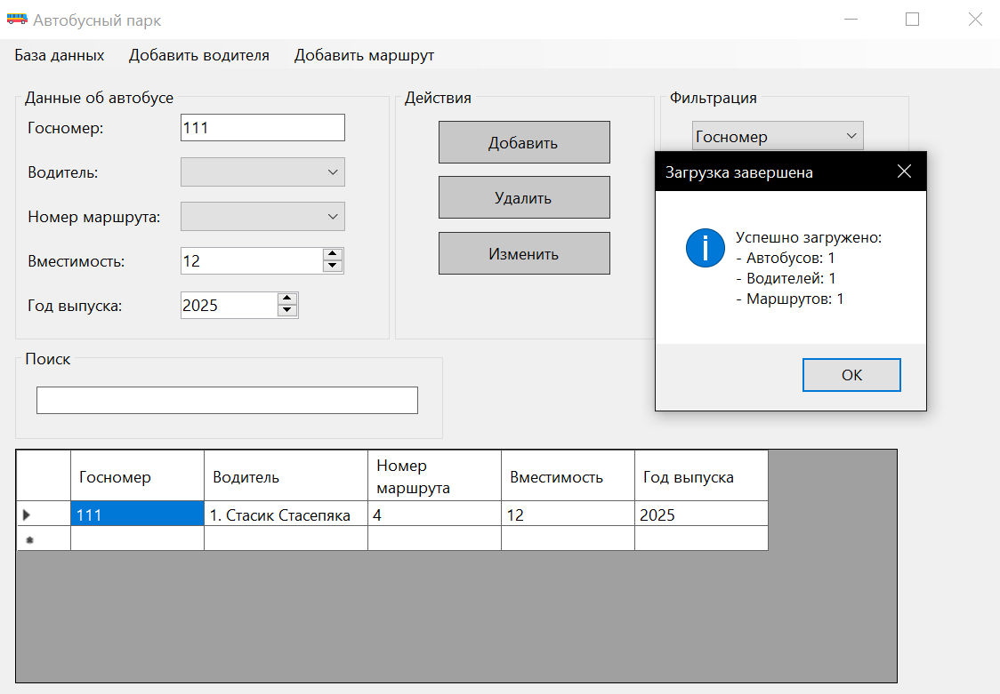 Автобусный парк
База данных Добавить водителя Добавить маршрут
Данные об автобусе
Госномер: 111
Водитель:
Номер маршрута:
Вместимость: 12
Год выпуска: 2025
Действия
Добавить
Удалить
Изменить
Фильтрация
Госномер
Загрузка завершена
Успешно загружено:
- Автобусов: 1
- Водителей: 1
- Маршрутов: 1
OK
Поиск
Госномер Водитель Номер маршрута Вместимость Год выпуска
111 1. Стасик Стасепяка 4 12 2025